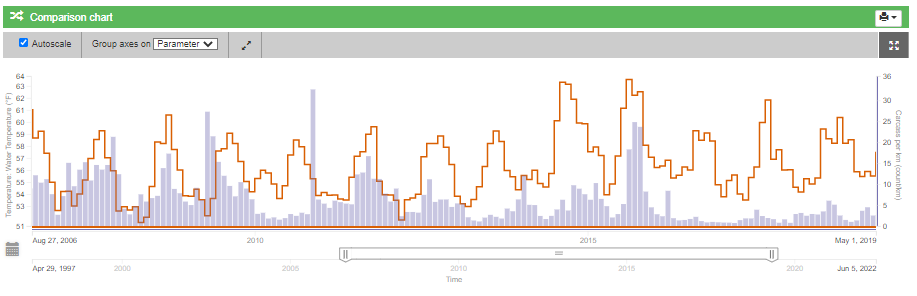 Comparison chart
Autoscale Group axes on Parameter
Temperature: Water Temperature (°F)
64
63
62
61
59
58
57
56
55
54
53
51
36
30
25
20
15
10
5
0
Carcass per km (count/km)
Aug 27, 2006 2010 2015 May 1, 2019
Apr 29, 1997 2000 2005 2010 2015 2020 Jun 5, 2022
Time